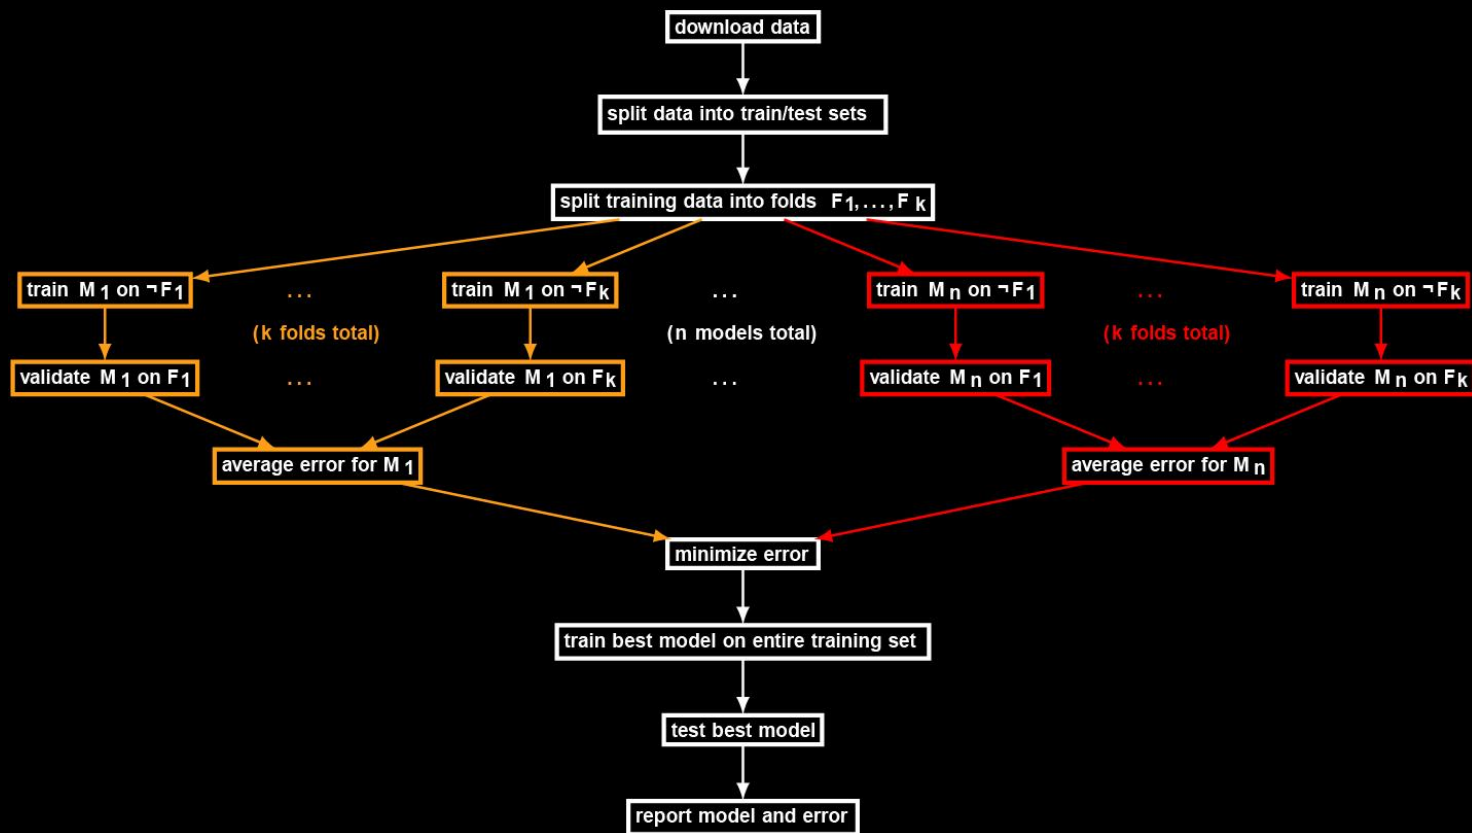 download data
split data into train/test sets
split training data into folds F1,...,Fk
train M1 on ¬F1
...
train M1 on ¬Fk
...
train Mn on ¬F1
...
train Mn on ¬Fk
(k folds total)
(n models total)
(k folds total)
validate M1 on F1
...
validate M1 on Fk
...
validate Mn on F1
...
validate Mn on Fk
average error for M1
average error for Mn
minimize error
train best model on entire training set
test best model
report model and error